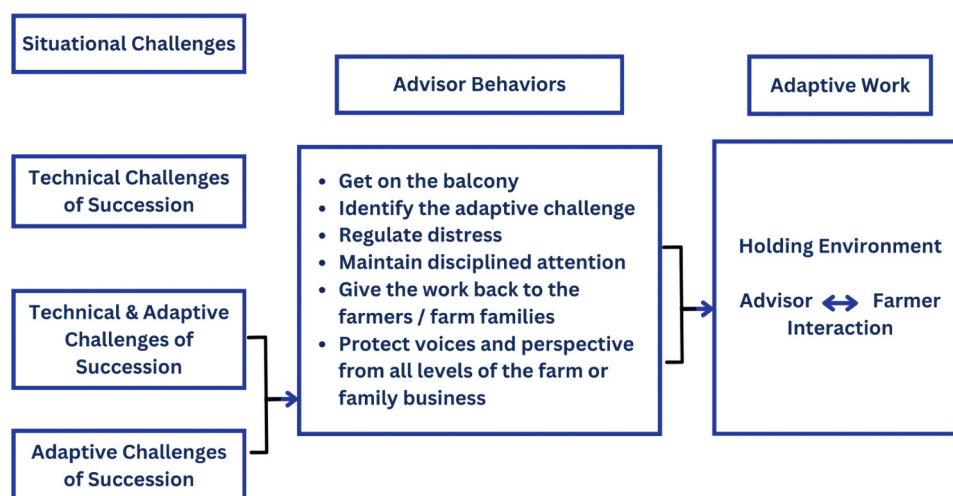 Situational Challenges
Advisor Behaviors
Adaptive Work
Technical Challenges
of Succession
Technical & Adaptive
Challenges of
Succession
Adaptive Challenges
of Succession
• Get on the balcony
• Identify the adaptive challenge
• Regulate distress
• Maintain disciplined attention
• Give the work back to the
farmers / farm families
• Protect voices and perspective
from all levels of the farm or
family business
Holding Environment
Advisor ↔ Farmer
Interaction